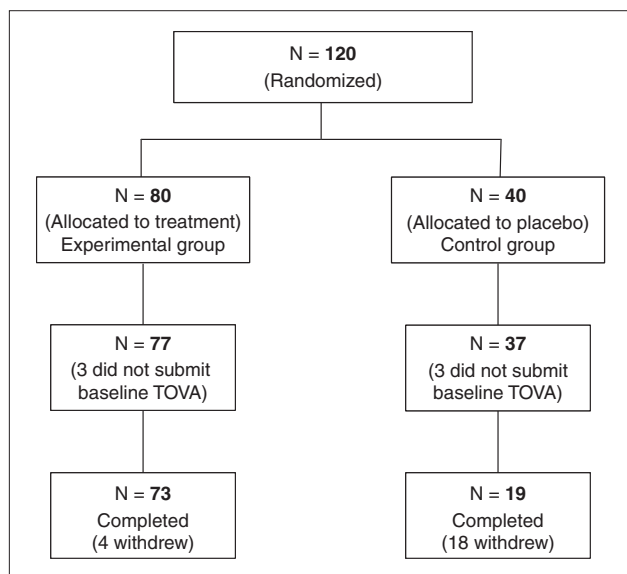 N = 120
(Randomized)
N = 80
(Allocated to treatment)
Experimental group
N = 40
(Allocated to placebo)
Control group
N = 77
(3 did not submit
baseline TOVA)
N = 37
(3 did not submit
baseline TOVA)
N = 73
Completed
(4 withdrew)
N = 19
Completed
(18 withdrew)